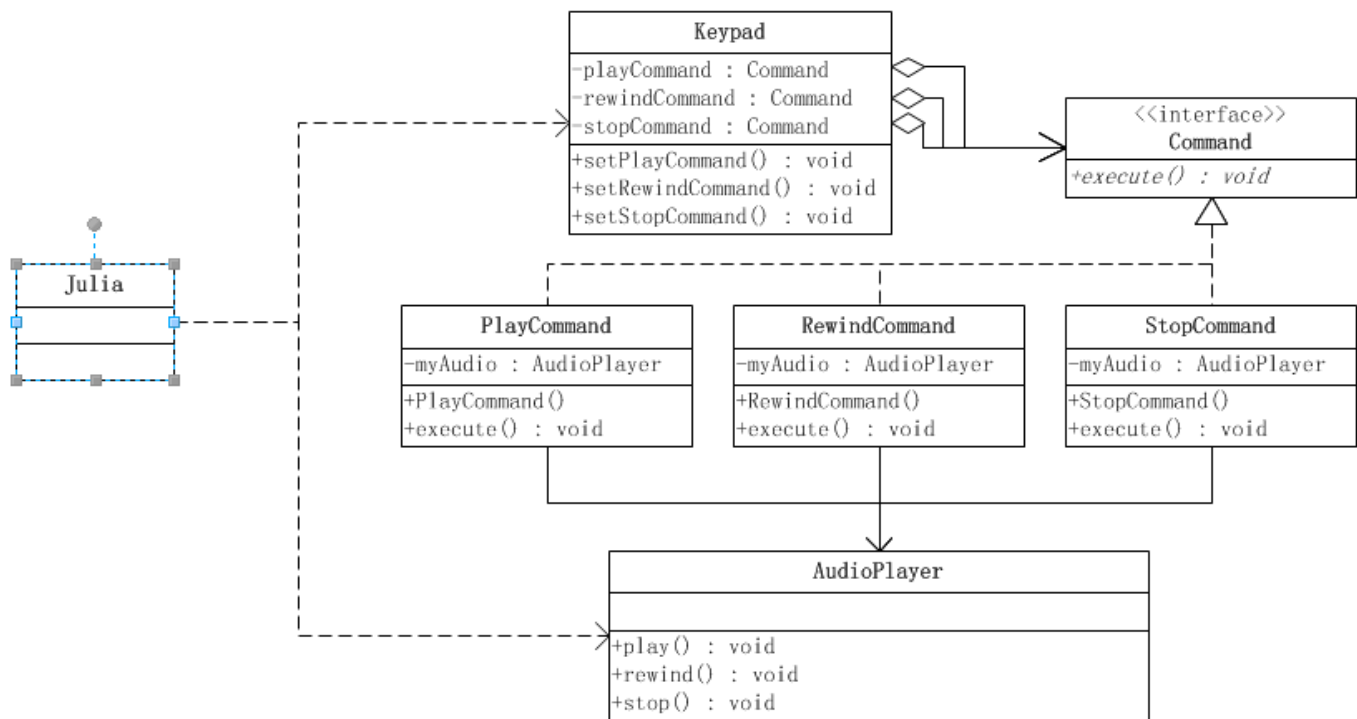 Keypad
-playCommand : Command
-rewindCommand : Command
-stopCommand : Command
+setPlayCommand() : void
+setRewindCommand() : void
+setStopCommand() : void
<<interface>>
Command
+execute() : void
Julia
PlayCommand
-myAudio : AudioPlayer
+PlayCommand()
+execute() : void
RewindCommand
-myAudio : AudioPlayer
+RewindCommand()
+execute() : void
StopCommand
-myAudio : AudioPlayer
+StopCommand()
+execute() : void
AudioPlayer
+play() : void
+rewind() : void
+stop() : void